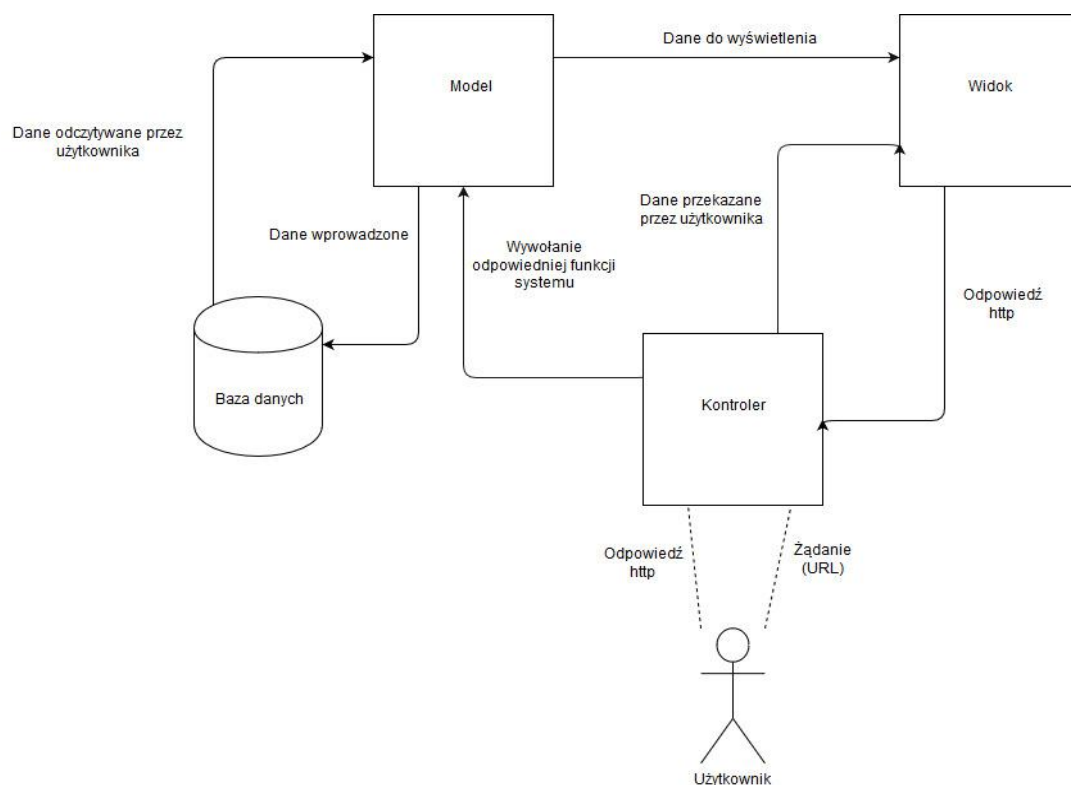 Dane do wyświetlenia
Model
Widok
Dane odczytywane przez
użytkownika
Dane przekazane
przez użytkownika
Dane wprowadzone
Wywołanie
odpowiedniej funkcji
systemu
Odpowiedź
http
Baza danych
Kontroler
Odpowiedź
http
Żądanie
(URL)
Użytkownik